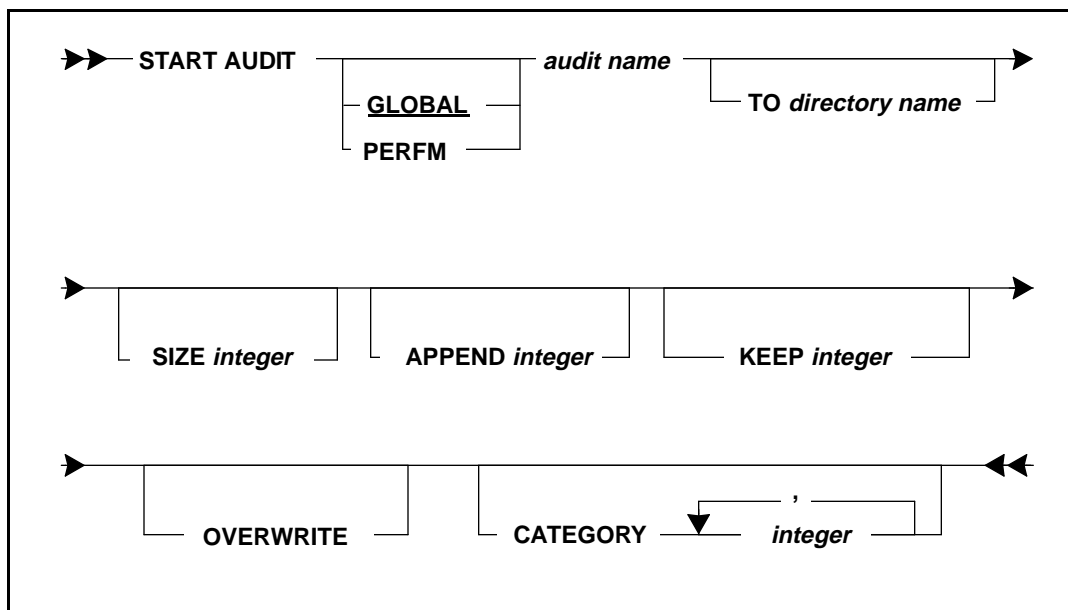 START AUDIT
GLOBAL
PERFM
audit name
TO directory name
SIZE integer
APPEND integer
KEEP integer
OVERWRITE
CATEGORY
,
integer